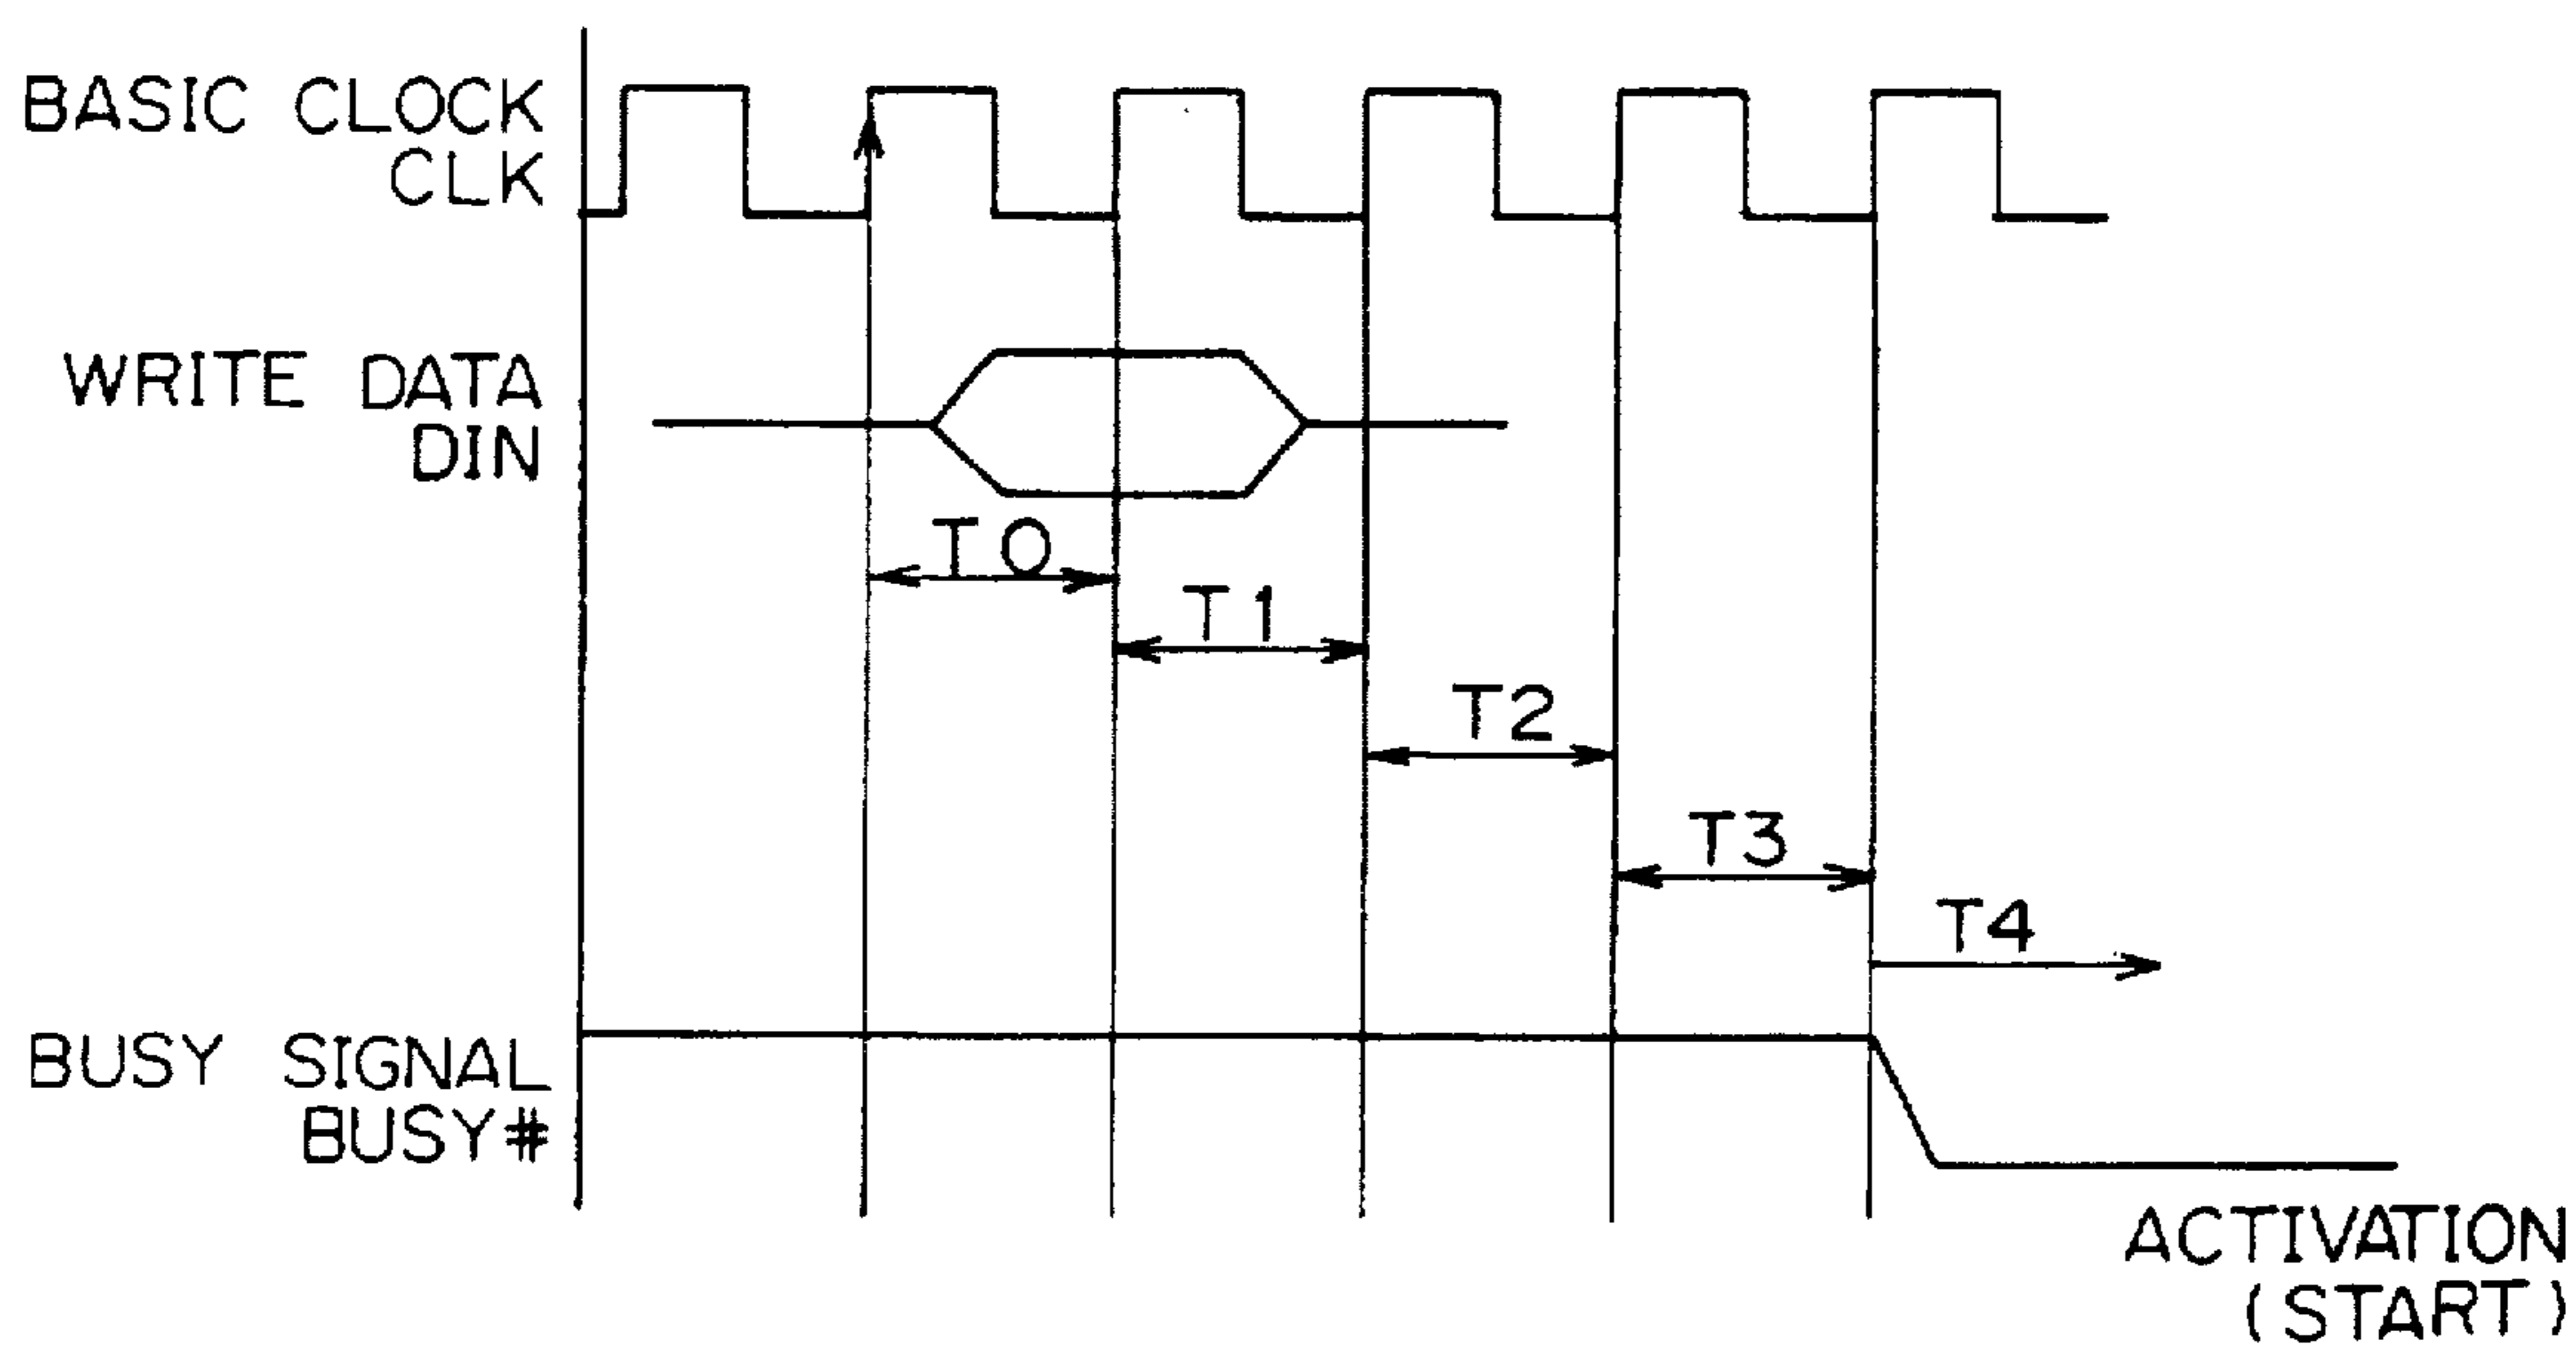 BASIC CLOCK
CLK
WRITE DATA
DIN
T0
T1
T2
T3
T4
BUSY SIGNAL
BUSY#
ACTIVATION
(START)